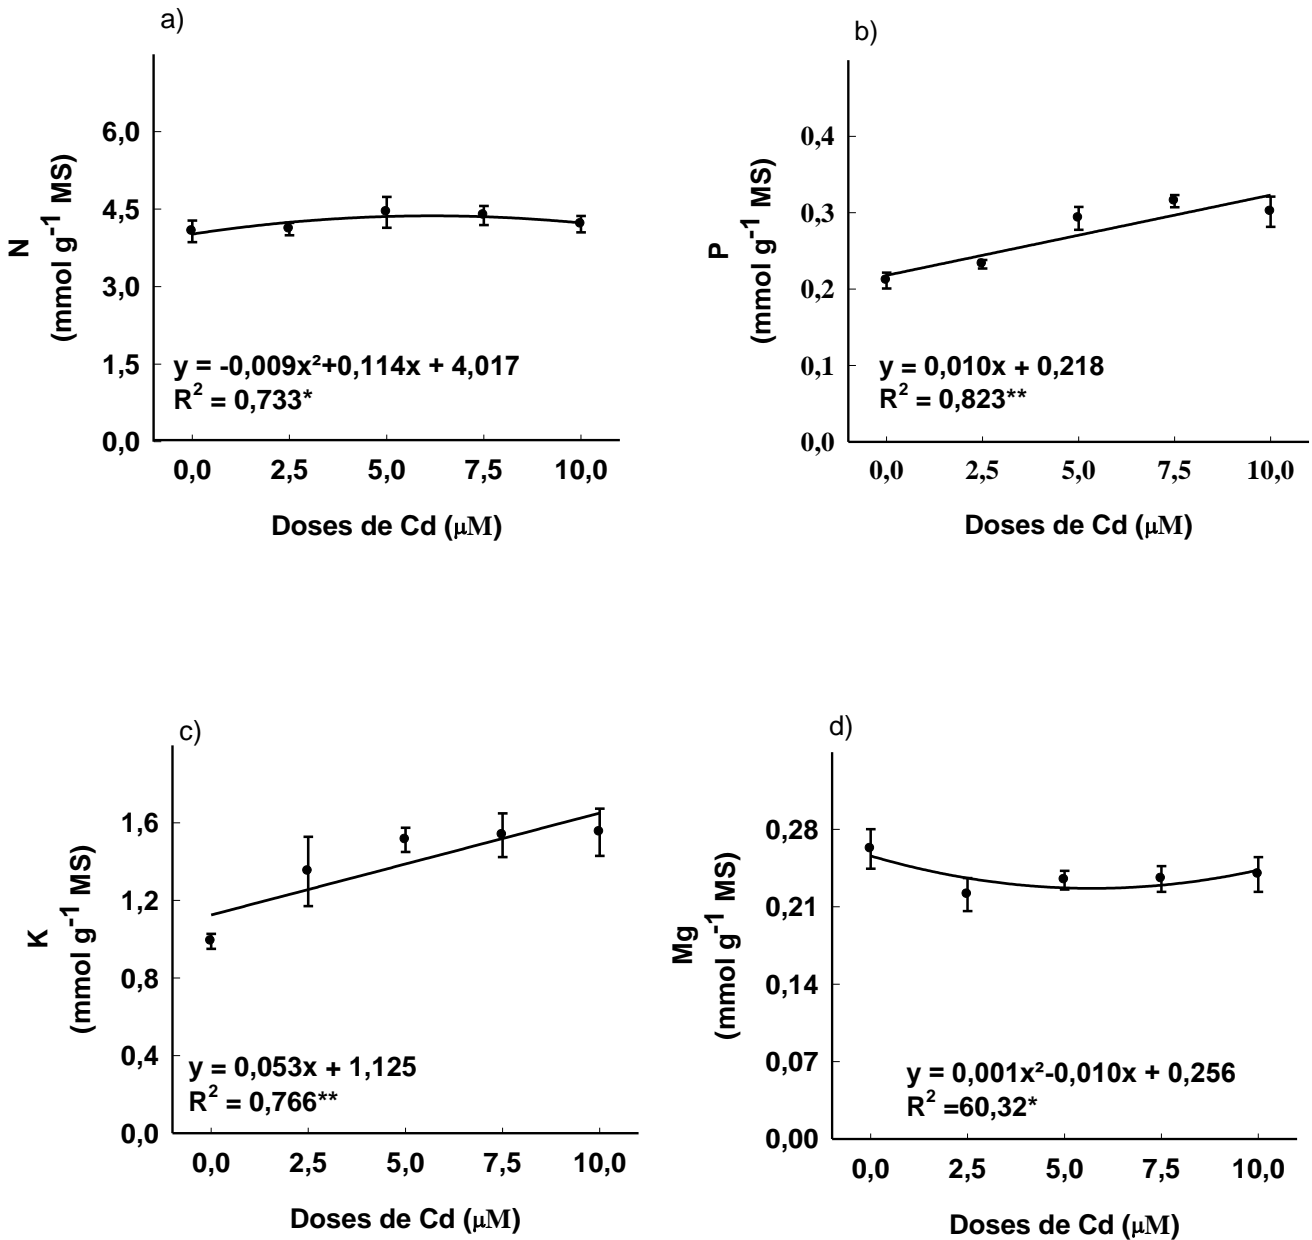 a)
N
(mmol g⁻¹ MS)
6,0
4,5
3,0
1,5
0,0
y = -0,009x²+0,114x + 4,017
R² = 0,733*
0,0 2,5 5,0 7,5 10,0
Doses de Cd (μM)
b)
P
(mmol g⁻¹ MS)
0,4
0,3
0,2
0,1
0,0
y = 0,010x + 0,218
R² = 0,823**
0,0 2,5 5,0 7,5 10,0
Doses de Cd (μM)
c)
K
(mmol g⁻¹ MS)
1,6
1,2
0,8
0,4
0,0
y = 0,053x + 1,125
R² = 0,766**
0,0 2,5 5,0 7,5 10,0
Doses de Cd (μM)
d)
Mg
(mmol g⁻¹ MS)
0,28
0,21
0,14
0,07
0,00
y = 0,001x²-0,010x + 0,256
R² =60,32*
0,0 2,5 5,0 7,5 10,0
Doses de Cd (μM)